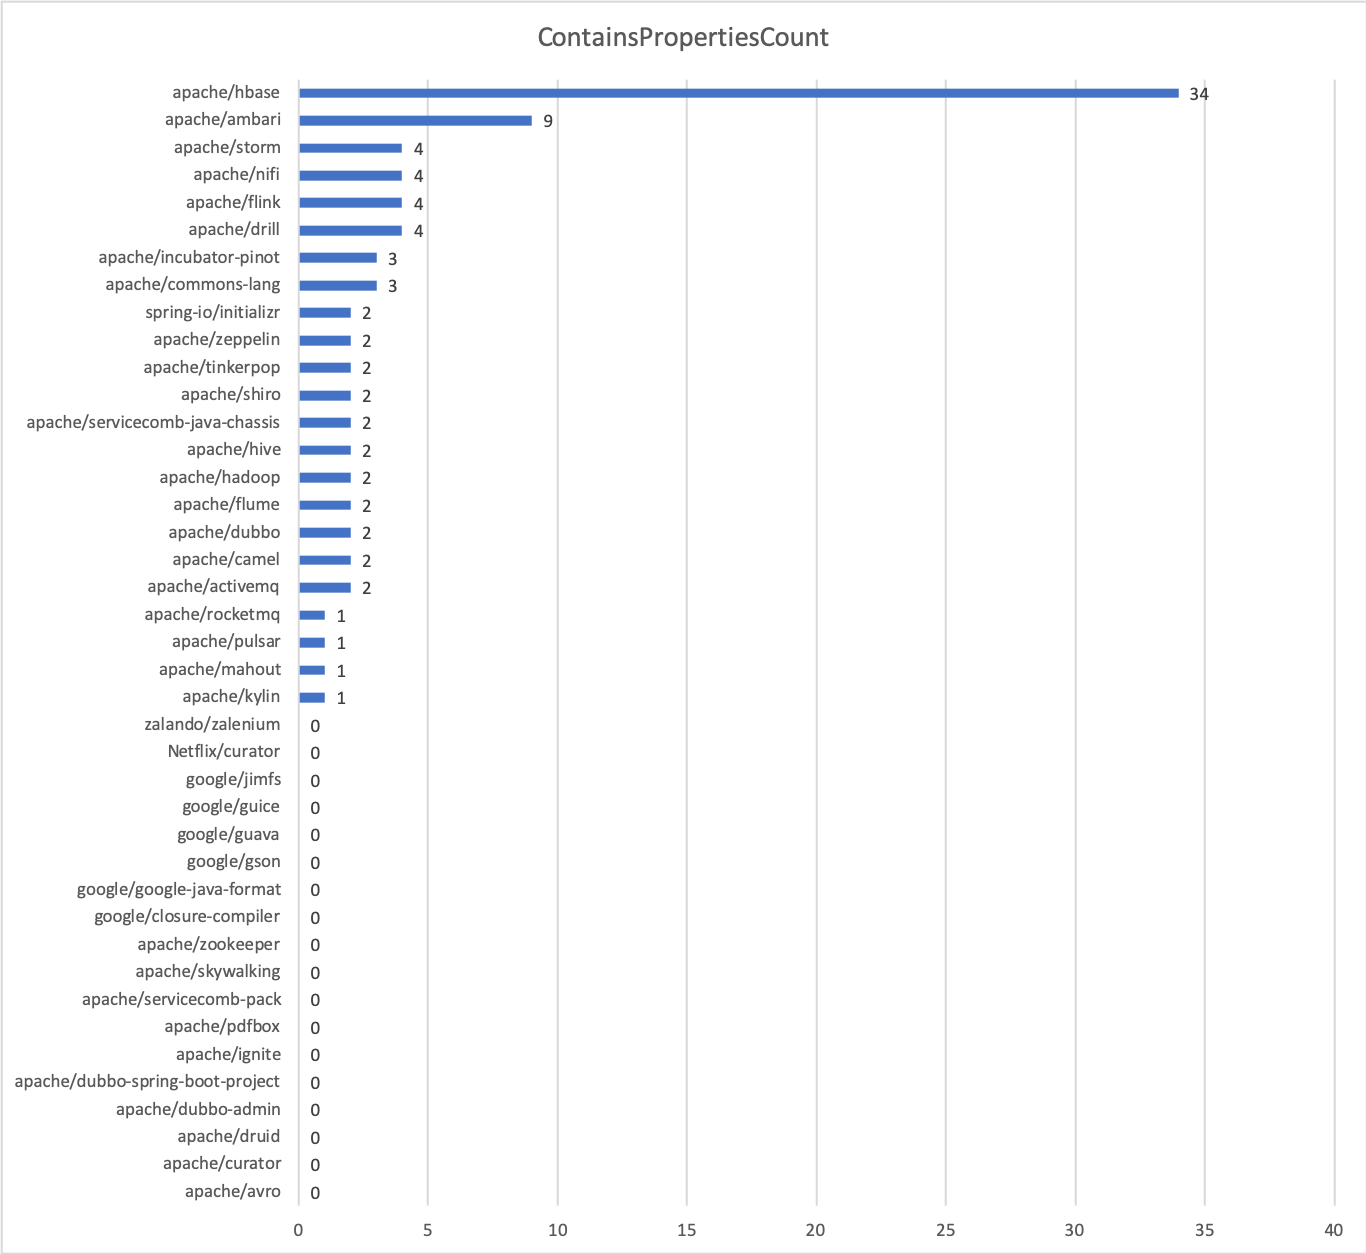 ContainsPropertiesCount
apache/hbase 34
apache/ambari 9
apache/storm 4
apache/nifi 4
apache/flink 4
apache/drill 4
apache/incubator-pinot 3
apache/commons-lang 3
spring-io/initializr 2
apache/zeppelin 2
apache/tinkerpop 2
apache/shiro 2
apache/servicecomb-java-chassis 2
apache/hive 2
apache/hadoop 2
apache/flume 2
apache/dubbo 2
apache/camel 2
apache/activemq 2
apache/rocketmq 1
apache/pulsar 1
apache/mahout 1
apache/kylin 1
zalando/zalenium 0
Netflix/curator 0
google/jimfs 0
google/guice 0
google/guava 0
google/gson 0
google/google-java-format 0
google/closure-compiler 0
apache/zookeeper 0
apache/skywalking 0
apache/servicecomb-pack 0
apache/pdfbox 0
apache/ignite 0
apache/dubbo-spring-boot-project 0
apache/dubbo-admin 0
apache/druid 0
apache/curator 0
apache/avro 0
0 5 10 15 20 25 30 35 40